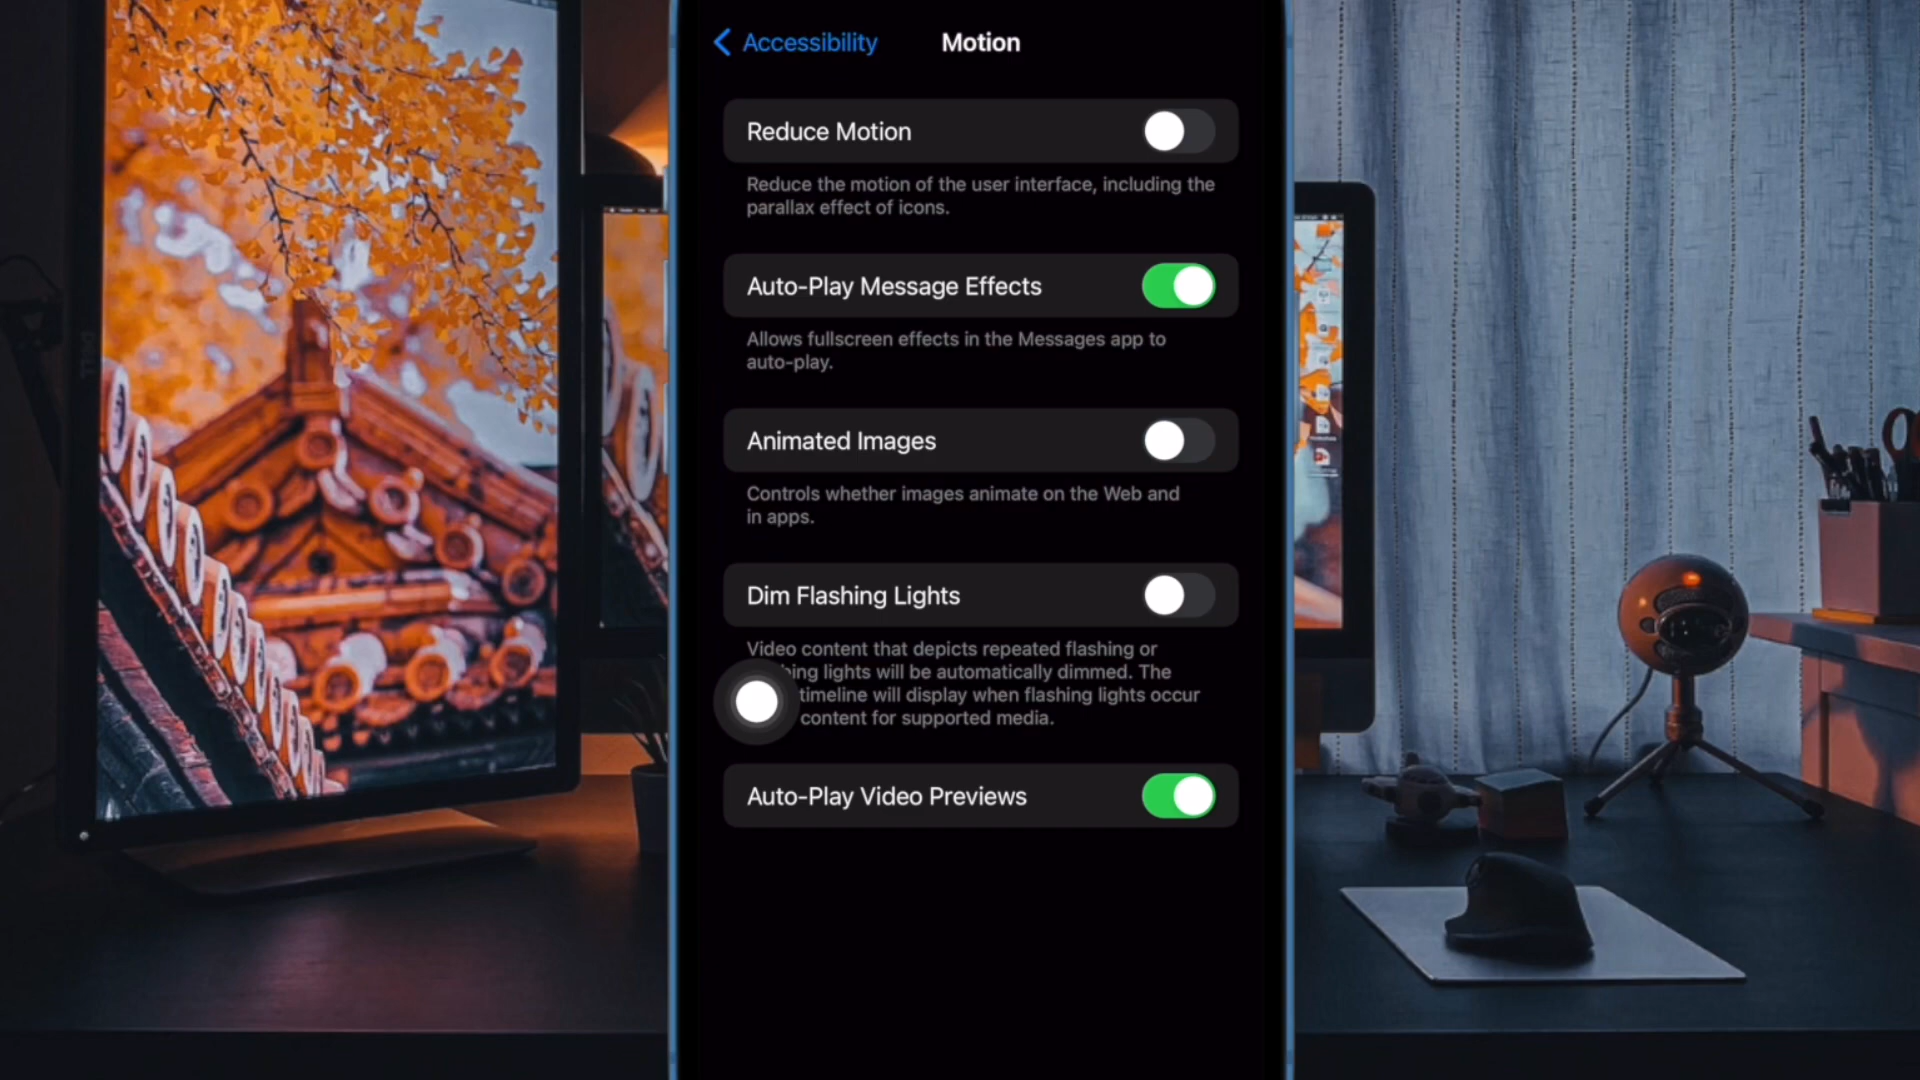 Accessibility
Motion
Reduce Motion
Reduce the motion of the user interface, including the
parallax effect of icons.
Auto-Play Message Effects
Allows fullscreen effects in the Messages app to
auto-play.
Animated Images
Controls whether images animate on the Web and
in apps.
Dim Flashing Lights
Video content that depicts repeated flashing or
hing lights will be automatically dimmed. The
timeline will display when flashing lights occur
content for supported media.
Auto-Play Video Previews